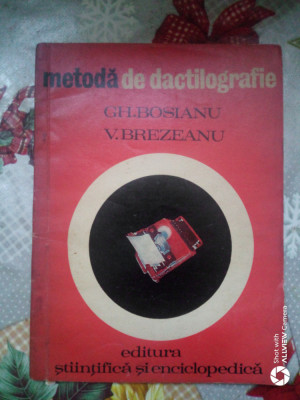 metodă de dactilografie
GH.BOSIANU
V.BREZEANU
editura
științifică și enciclopedică
Shot with
ALLVIEW Camera